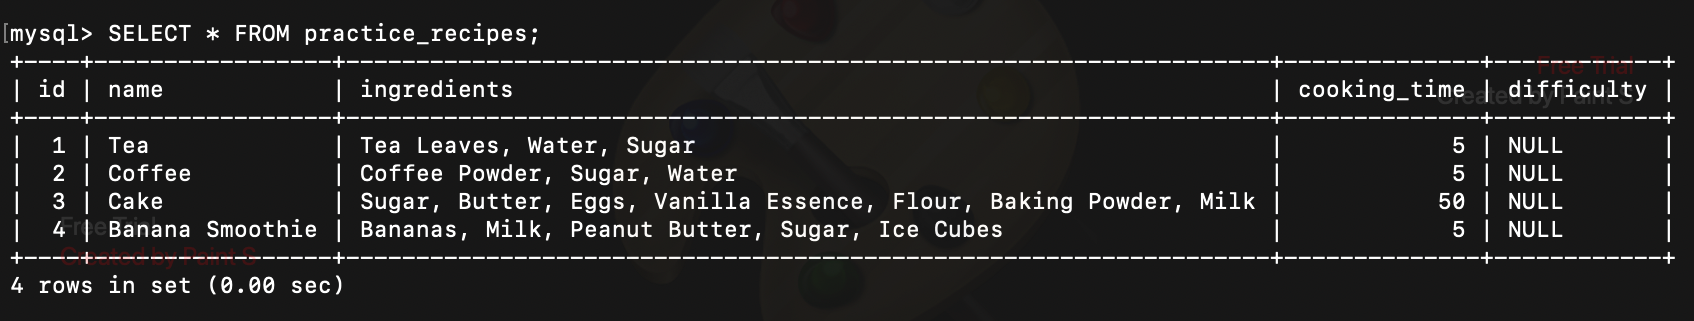 [mysql> SELECT * FROM practice_recipes;
+----+-----------------+------------------------------------------------------------------+--------------+------------+
| id | name | ingredients | cooking_time | difficulty |
+----+-----------------+------------------------------------------------------------------+--------------+------------+
| 1 | Tea | Tea Leaves, Water, Sugar | 5 | NULL |
| 2 | Coffee | Coffee Powder, Sugar, Water | 5 | NULL |
| 3 | Cake | Sugar, Butter, Eggs, Vanilla Essence, Flour, Baking Powder, Milk | 50 | NULL |
| 4 | Banana Smoothie | Bananas, Milk, Peanut Butter, Sugar, Ice Cubes | 5 | NULL |
+----+-----------------+------------------------------------------------------------------+--------------+------------+
4 rows in set (0.00 sec)
Free Trial
Created by Paint S
Free Trial
Created by Paint S